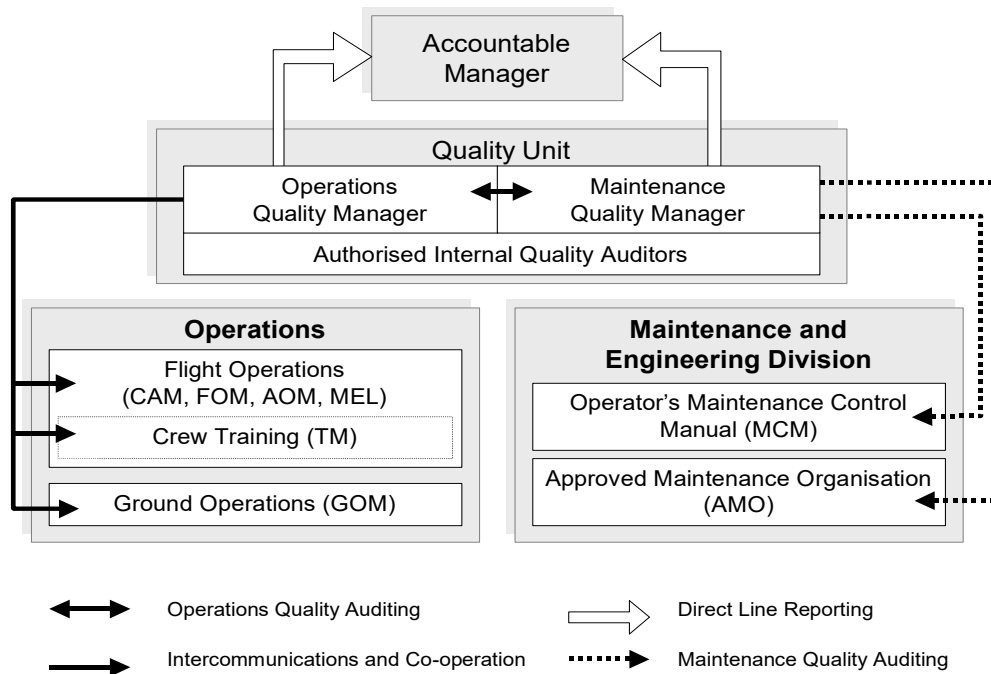 Accountable
Manager
Quality Unit
Operations
Quality Manager
Maintenance
Quality Manager
Authorised Internal Quality Auditors
Operations
Flight Operations
(CAM, FOM, AOM, MEL)
Crew Training (TM)
Ground Operations (GOM)
Maintenance and
Engineering Division
Operator’s Maintenance Control
Manual (MCM)
Approved Maintenance Organisation
(AMO)
Operations Quality Auditing
Direct Line Reporting
Intercommunications and Co-operation
Maintenance Quality Auditing